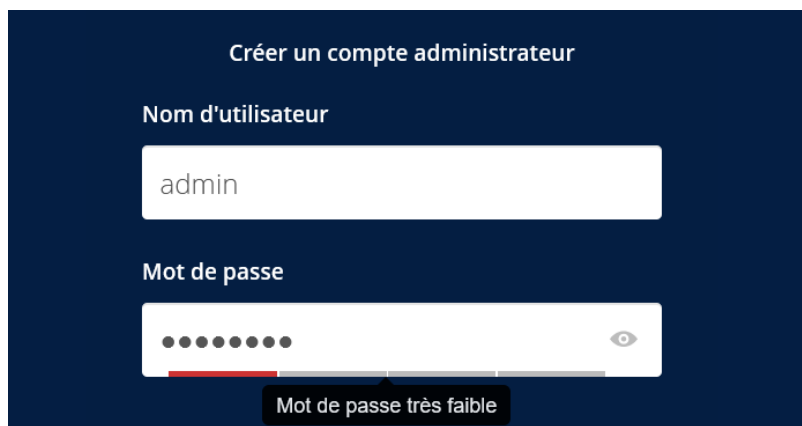 Créer un compte administrateur
Nom d'utilisateur
admin
Mot de passe
●●●●●●●●
Mot de passe très faible